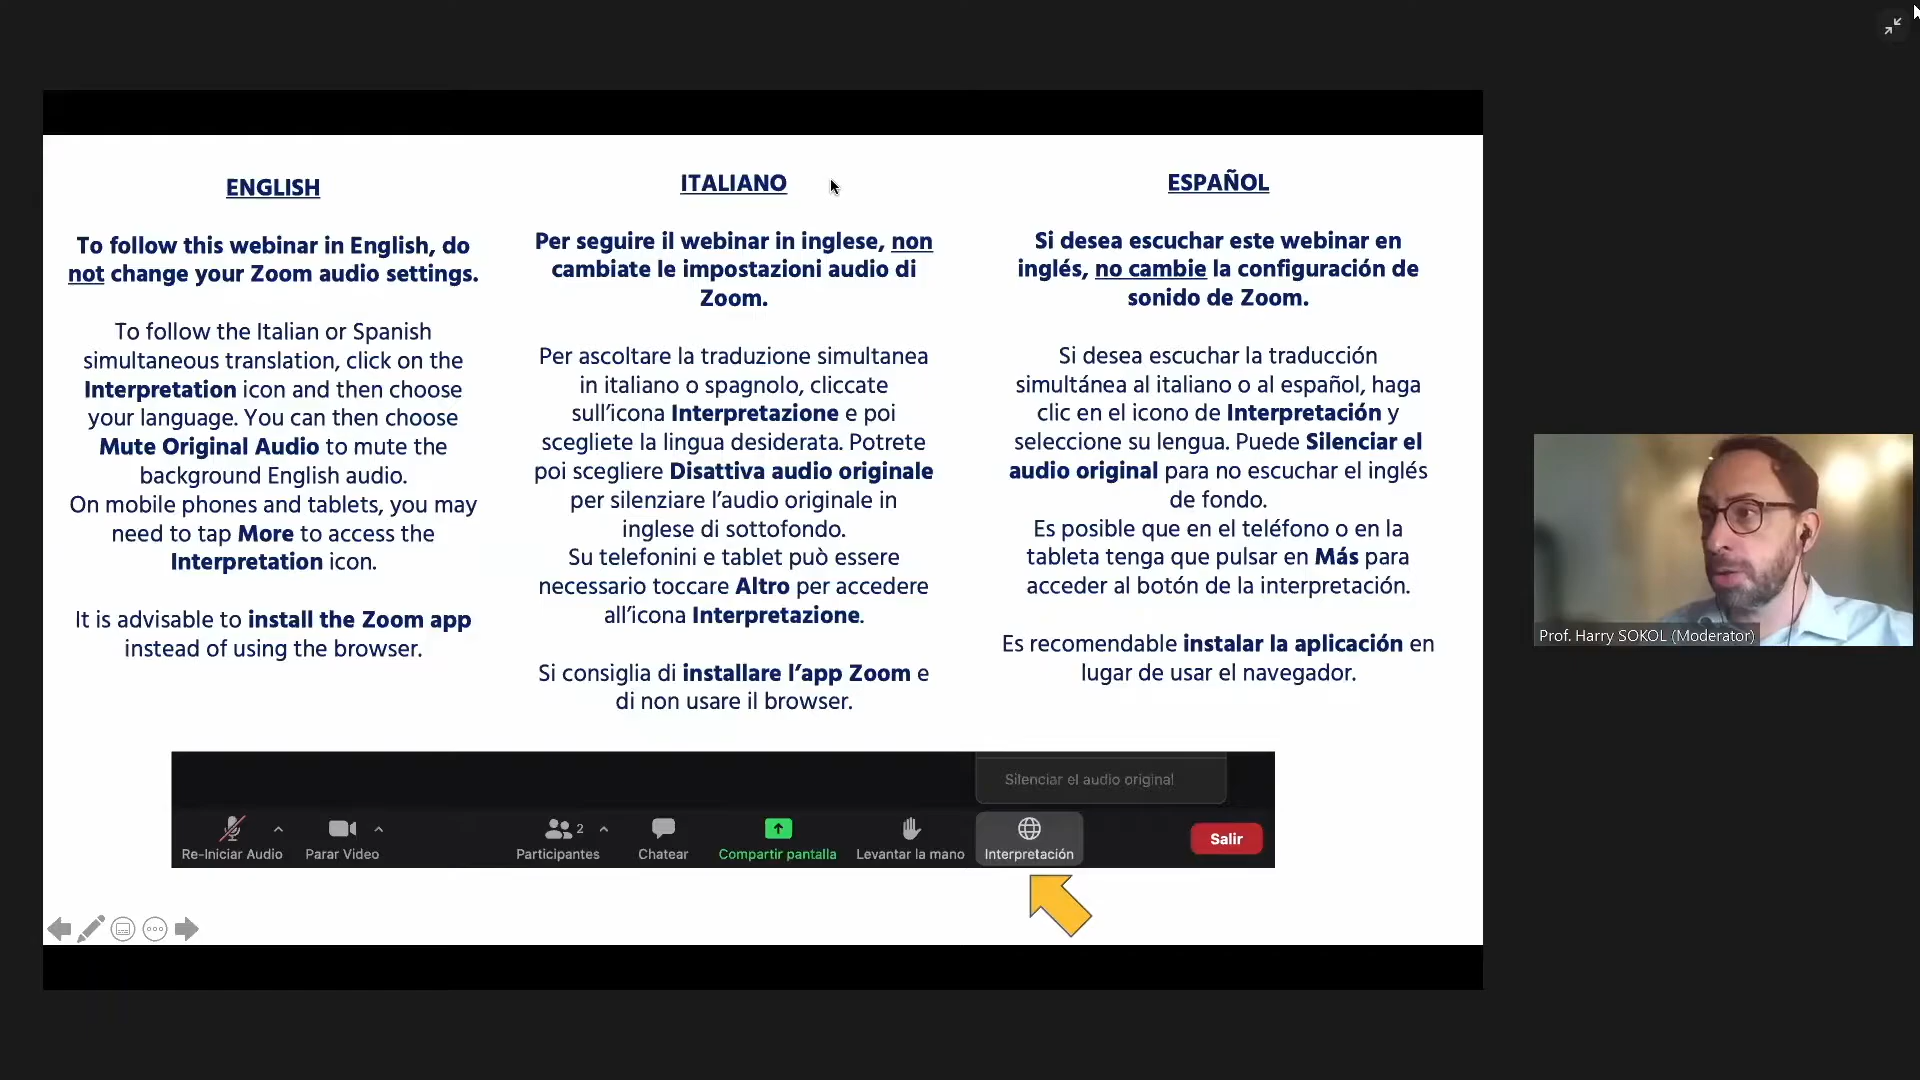 ENGLISH
To follow this webinar in English, do
not change your Zoom audio settings.
To follow the Italian or Spanish
simultaneous translation, click on the
Interpretation icon and then choose
your language. You can then choose
Mute Original Audio to mute the
background English audio.
On mobile phones and tablets, you may
need to tap More to access the
Interpretation icon.
It is advisable to install the Zoom app
instead of using the browser.
ITALIANO
Per seguire il webinar in inglese, non
cambiate le impostazioni audio di
Zoom.
Per ascoltare la traduzione simultanea
in italiano o spagnolo, cliccate
sull’icona Interpretazione e poi
scegliete la lingua desiderata. Potrete
poi scegliere Disattiva audio originale
per silenziare l’audio originale in
inglese di sottofondo.
Su telefonini e tablet può essere
necessario toccare Altro per accedere
all’icona Interpretazione.
Si consiglia di installare l’app Zoom e
di non usare il browser.
ESPAÑOL
Si desea escuchar este webinar en
inglés, no cambie la configuración de
sonido de Zoom.
Si desea escuchar la traducción
simultánea al italiano o al español, haga
clic en el icono de Interpretación y
seleccione su lengua. Puede Silenciar el
audio original para no escuchar el inglés
de fondo.
Es posible que en el teléfono o en la
tableta tenga que pulsar en Más para
acceder al botón de la interpretación.
Es recomendable instalar la aplicación en
lugar de usar el navegador.
Silenciar el audio original
Re-Iniciar Audio
Parar Video
2
Participantes
Chatear
Compartir pantalla
Levantar la mano
Interpretación
Salir
Prof. Harry SOKOL (Moderator)